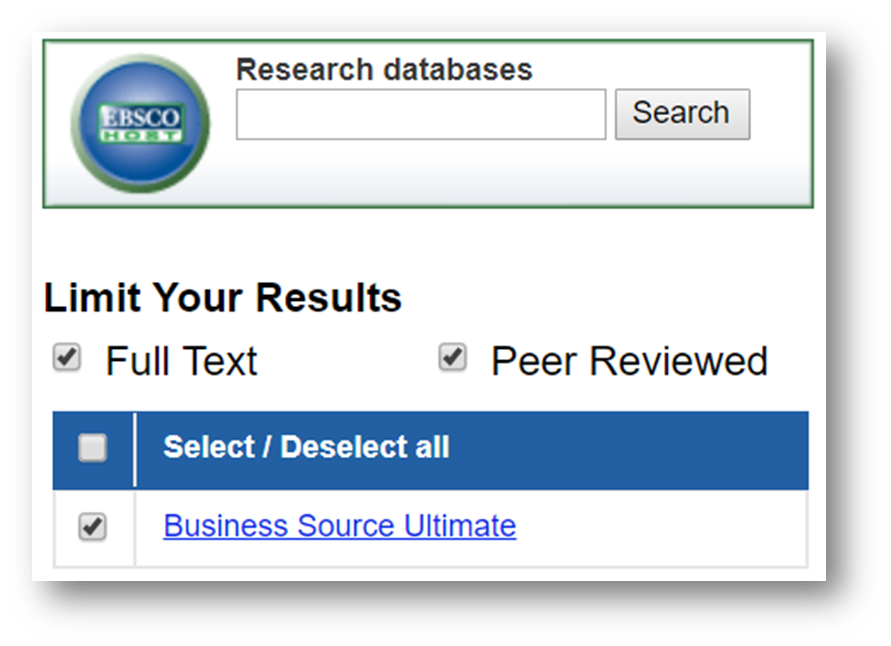 Research databases
EBSCO
HOST
Search
Limit Your Results
Full Text Peer Reviewed
Select / Deselect all
Business Source Ultimate